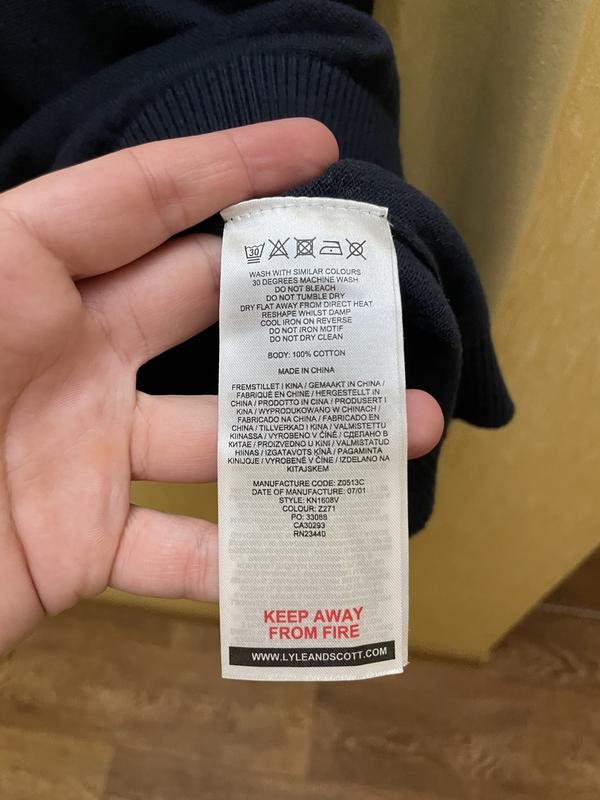 30
WASH WITH SIMILAR COLOURS
30 DEGREES MACHINE WASH
DO NOT BLEACH
DO NOT TUMBLE DRY
DRY FLAT AWAY FROM DIRECT HEAT
RESHAPE WHILST DAMP
COOL IRON ON REVERSE
DO NOT IRON MOTIF
DO NOT DRY CLEAN
BODY: 100% COTTON
MADE IN CHINA
FREMSTILLET I KINA / GEMAAKT IN CHINA /
FABRIQUÉ EN CHINE / HERGESTELLT IN
CHINA / PRODOTTO IN CINA / PRODUSERT I
KINA / WYPRODUKOWANO W CHINACH /
FABRICADO NA CHINA / FABRICADO EN
CHINA / TILLVERKAD I KINA / VALMISTETTU
KIINASSA / VYROBENO V ČÍNĚ / СДЕЛАНО В
КИТАЕ / PROIZVEDENO U KINI / VALMISTATUD
HIINAS / IZGATAVOTS ĶĪNĀ / PAGAMINTA
KINIJOJE / VYROBENO V ČÍNE / IZDELANO NA
KITAJSKEM
MANUFACTURE CODE: Z0513C
DATE OF MANUFACTURE: 07/01
STYLE: KN1608V
COLOUR: Z271
PO: 33088
CA30293
RN23440
KEEP AWAY
FROM FIRE
WWW.LYLEANDSCOTT.COM